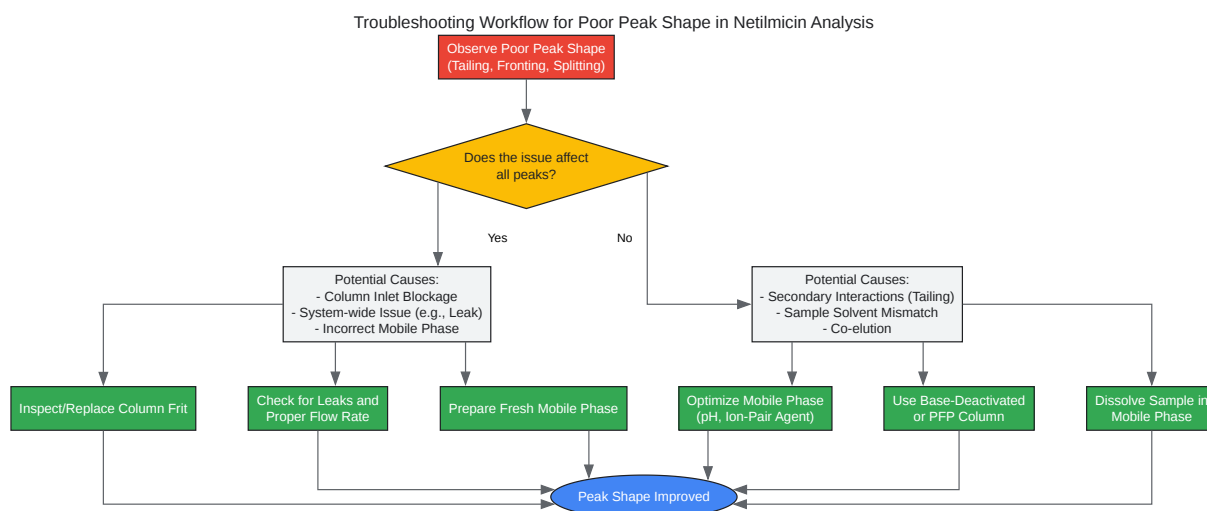 Troubleshooting Workflow for Poor Peak Shape in Netilmicin Analysis
Observe Poor Peak Shape
(Tailing, Fronting, Splitting)
Does the issue affect
all peaks?
Yes
No
Potential Causes:
- Column Inlet Blockage
- System-wide Issue (e.g., Leak)
- Incorrect Mobile Phase
Potential Causes:
- Secondary Interactions (Tailing)
- Sample Solvent Mismatch
- Co-elution
Inspect/Replace Column Frit
Check for Leaks and
Proper Flow Rate
Prepare Fresh Mobile Phase
Optimize Mobile Phase
(pH, Ion-Pair Agent)
Use Base-Deactivated
or PFP Column
Dissolve Sample in
Mobile Phase
Peak Shape Improved